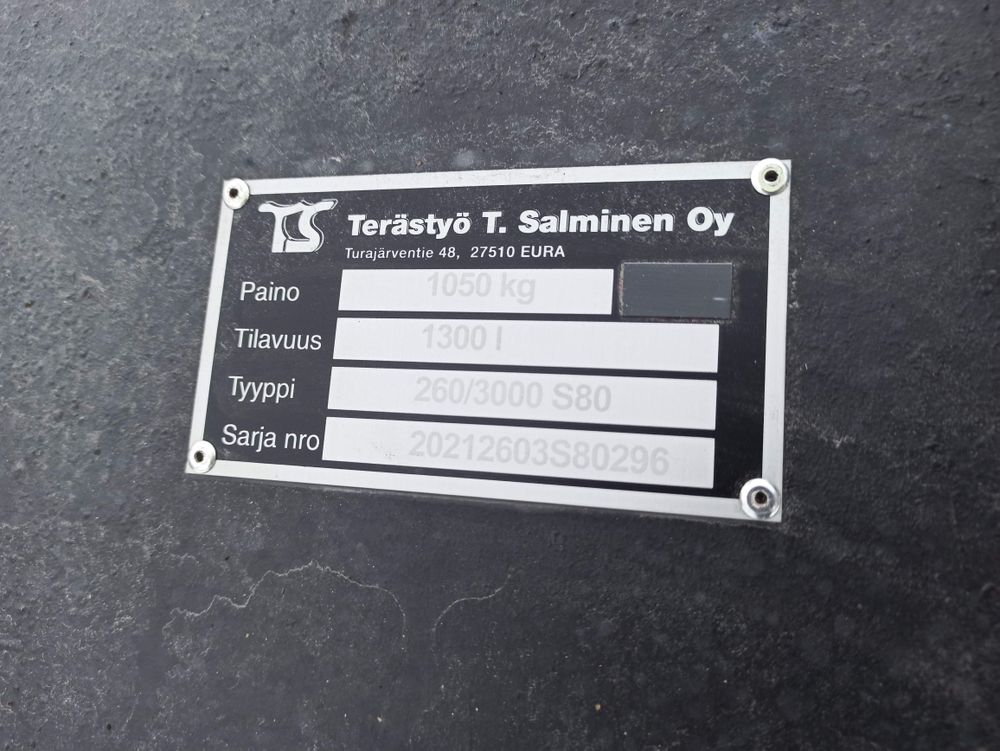 TS Terästyö T. Salminen Oy
Turajärventie 48, 27510 EURA
Paino 1050 kg
Tilavuus 1300 l
Tyyppi 260/3000 S80
Sarja nro 20212603S80296